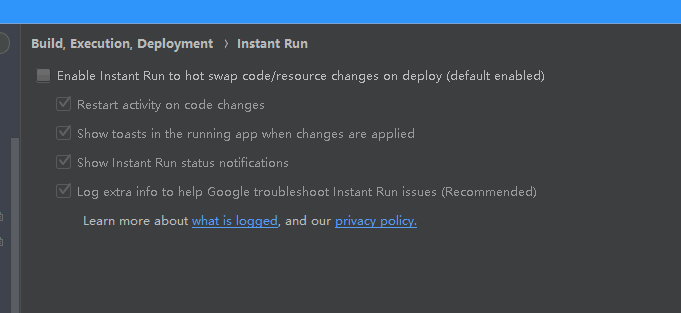 Build, Execution, Deployment › Instant Run
Enable Instant Run to hot swap code/resource changes on deploy (default enabled)
Restart activity on code changes
Show toasts in the running app when changes are applied
Show Instant Run status notifications
Log extra info to help Google troubleshoot Instant Run issues (Recommended)
Learn more about what is logged, and our privacy policy.